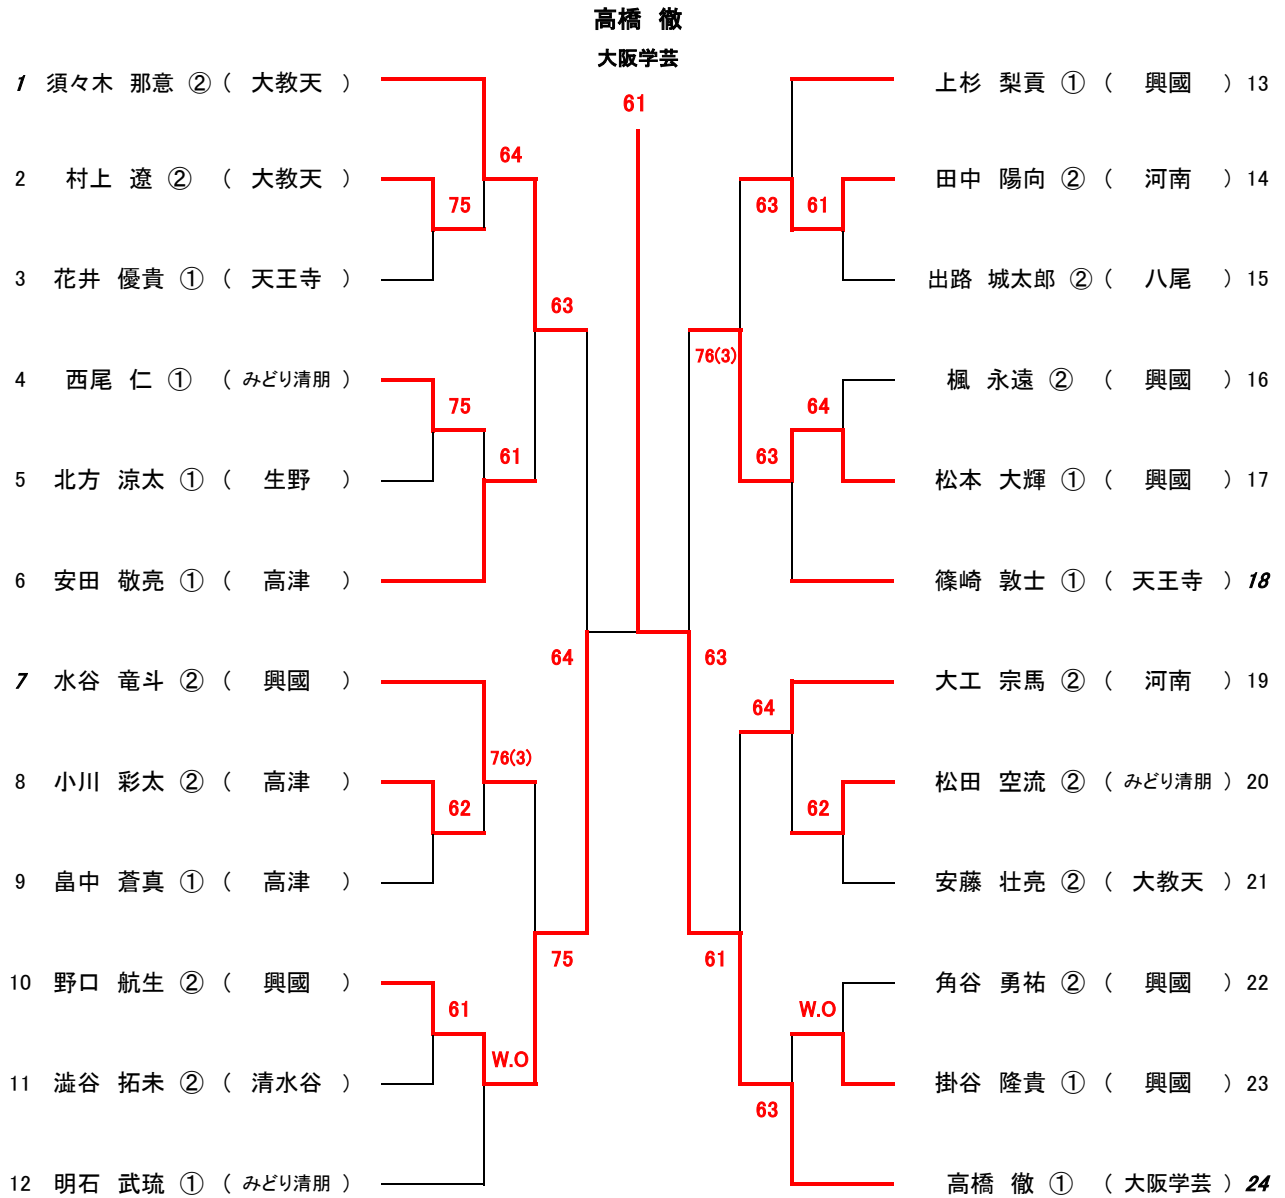 高橋 徹
大阪学芸
61
1 須々木 那意 ② ( 大教天 )
64
2 村上 遼 ② ( 大教天 )
75
3 花井 優貴 ① ( 天王寺 )
63
4 西尾 仁 ① ( みどり清朋 )
75
61
5 北方 涼太 ① ( 生野 )
6 安田 敬亮 ① ( 高津 )
64
7 水谷 竜斗 ② ( 興國 )
76(3)
8 小川 彩太 ② ( 高津 )
62
9 畠中 蒼真 ① ( 高津 )
75
10 野口 航生 ② ( 興國 )
61
W.O
11 澁谷 拓未 ② ( 清水谷 )
12 明石 武琉 ① ( みどり清朋 )
上杉 梨貢 ① ( 興國 ) 13
田中 陽向 ② ( 河南 ) 14
63 61
出路 城太郎 ② ( 八尾 ) 15
76(3)
楓 永遠 ② ( 興國 ) 16
64
63
松本 大輝 ① ( 興國 ) 17
篠崎 敦士 ① ( 天王寺 ) 18
63
大工 宗馬 ② ( 河南 ) 19
64
松田 空流 ② ( みどり清朋 ) 20
62
安藤 壮亮 ② ( 大教天 ) 21
61
角谷 勇祐 ② ( 興國 ) 22
W.O
掛谷 隆貴 ① ( 興國 ) 23
63
高橋 徹 ① ( 大阪学芸 ) 24